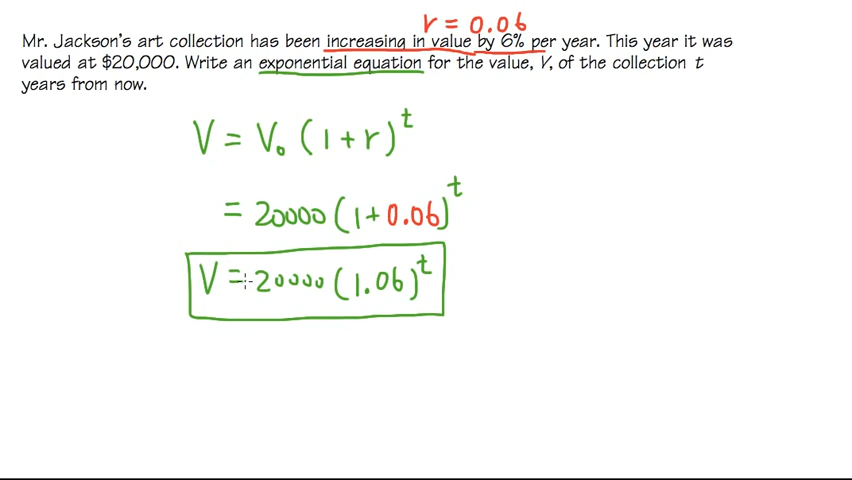 r = 0.06
Mr. Jackson's art collection has been increasing in value by 6% per year. This year it was
valued at $20,000. Write an exponential equation for the value, V, of the collection t
years from now.
V = V₀ (1 + r)^t
= 20000 (1 + 0.06)^t
V = 20000 (1.06)^t